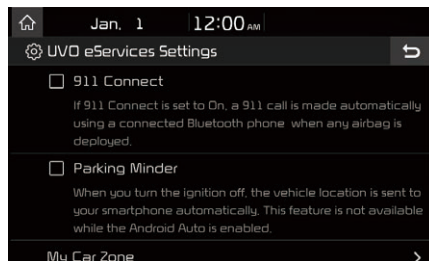 Jan. 1 12:00 AM
UVO eServices Settings
911 Connect
If 911 Connect is set to On, a 911 call is made automatically
using a connected Bluetooth phone when any airbag is
deployed.
Parking Minder
When you turn the ignition off, the vehicle location is sent to
your smartphone automatically. This feature is not available
while the Android Auto is enabled.
My Car Zone